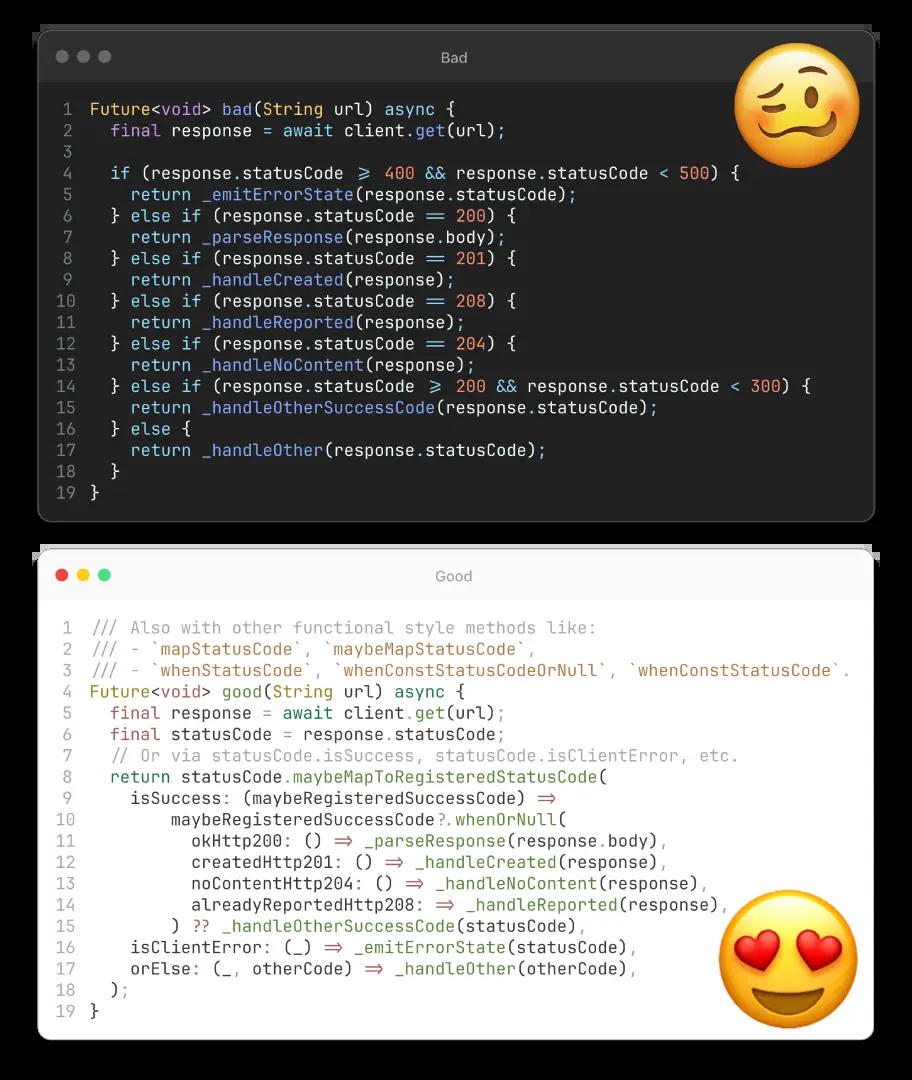 Bad
1 Future<void> bad(String url) async {
2   final response = await client.get(url);
3
4   if (response.statusCode >= 400 && response.statusCode < 500) {
5     return _emitErrorState(response.statusCode);
6   } else if (response.statusCode == 200) {
7     return _parseResponse(response.body);
8   } else if (response.statusCode == 201) {
9     return _handleCreated(response);
10   } else if (response.statusCode == 208) {
11     return _handleReported(response);
12   } else if (response.statusCode == 204) {
13     return _handleNoContent(response);
14   } else if (response.statusCode >= 200 && response.statusCode < 300) {
15     return _handleOtherSuccessCode(response.statusCode);
16   } else {
17     return _handleOther(response.statusCode);
18   }
19 }
Good
1 /// Also with other functional style methods like:
2 /// - `mapStatusCode`, `maybeMapStatusCode`,
3 /// - `whenStatusCode`, `whenConstStatusCodeOrNull`, `whenConstStatusCode`.
4 Future<void> good(String url) async {
5   final response = await client.get(url);
6   final statusCode = response.statusCode;
7   // Or via statusCode.isSuccess, statusCode.isClientError, etc.
8   return statusCode.maybeMapToRegisteredStatusCode(
9     isSuccess: (maybeRegisteredSuccessCode) =>
10         maybeRegisteredSuccessCode?.whenOrNull(
11           okHttp200: () => _parseResponse(response.body),
12           createdHttp201: () => _handleCreated(response),
13           noContentHttp204: () => _handleNoContent(response),
14           alreadyReportedHttp208: => _handleReported(response),
15         ) ?? _handleOtherSuccessCode(statusCode),
16     isClientError: (_) => _emitErrorState(statusCode),
17     orElse: (_, otherCode) => _handleOther(otherCode),
18   );
19 }